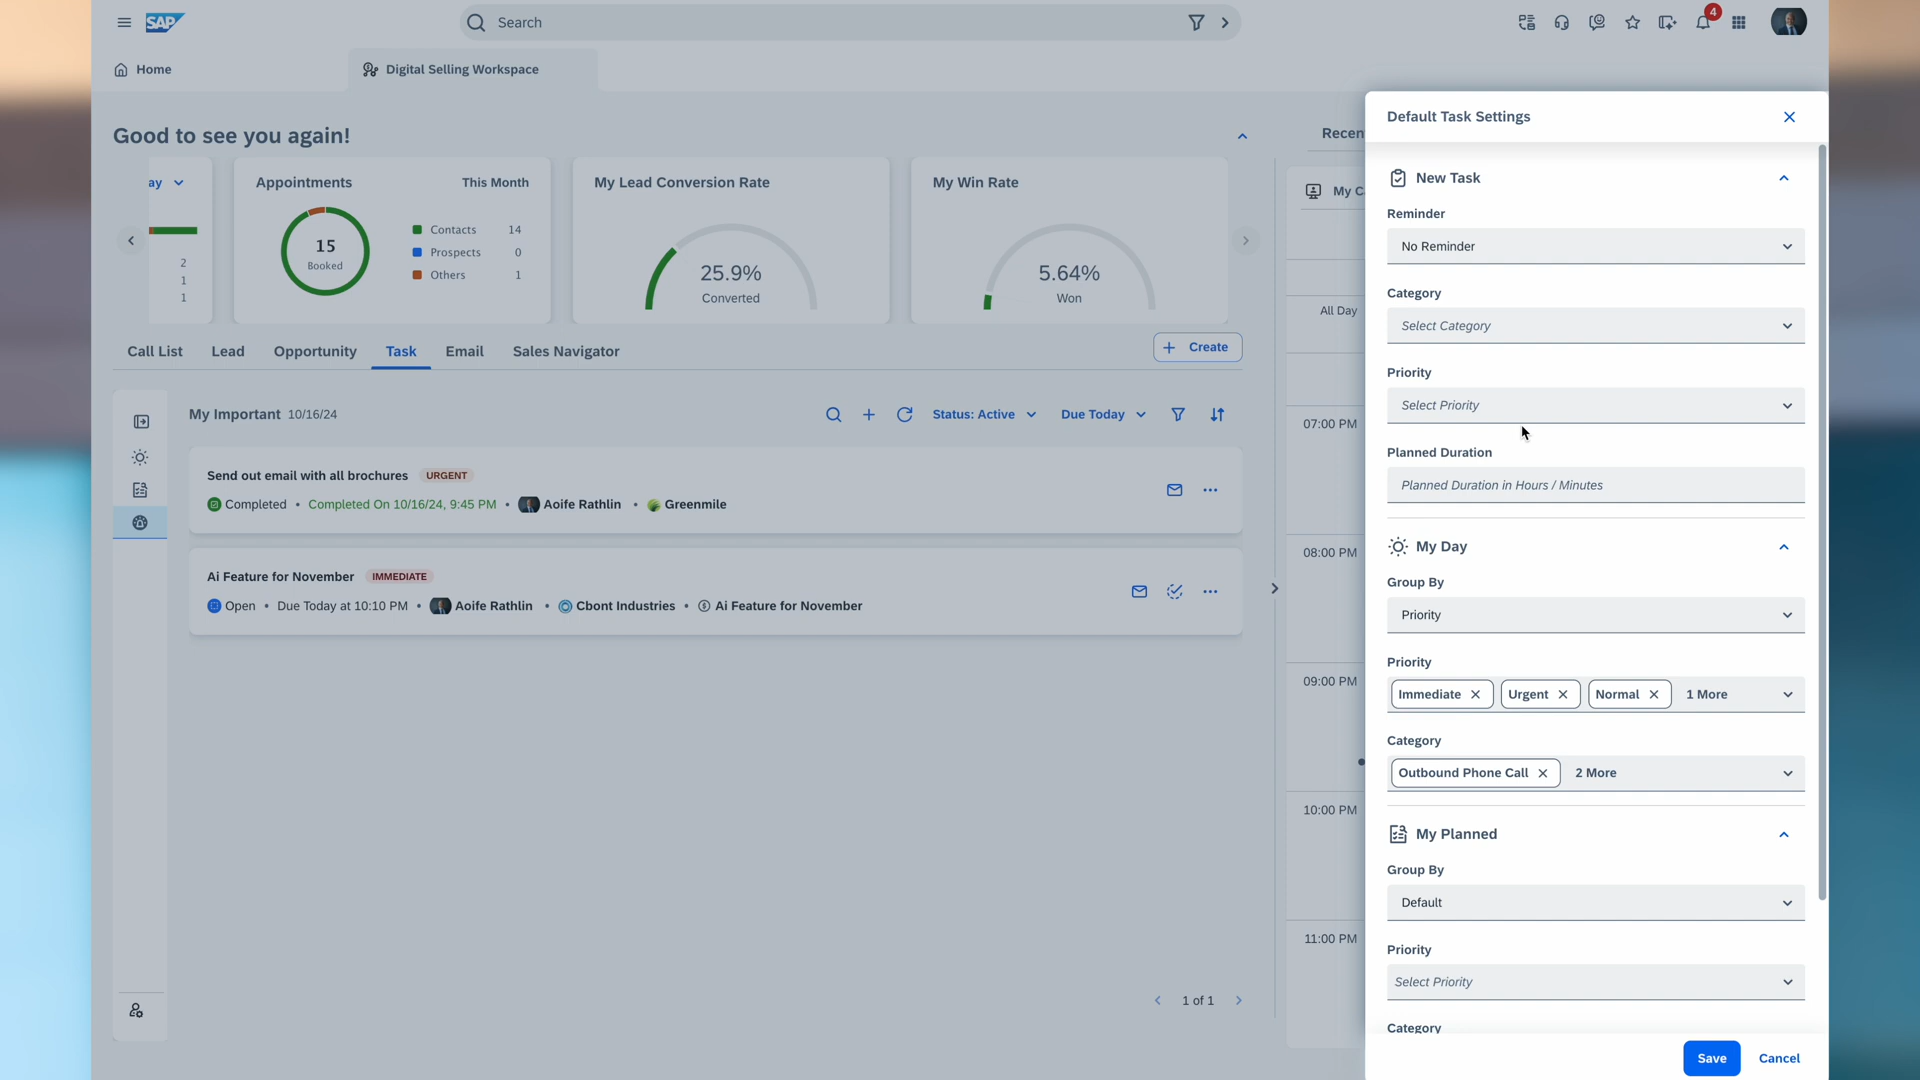 SAP
Search
4
Home
Digital Selling Workspace
Good to see you again!
Recen
ay
2
1
1
Appointments
This Month
15
Booked
Contacts 14
Prospects 0
Others 1
My Lead Conversion Rate
25.9%
Converted
My Win Rate
5.64%
Won
My C
All Day
07:00 PM
08:00 PM
09:00 PM
10:00 PM
11:00 PM
Call List
Lead
Opportunity
Task
Email
Sales Navigator
Create
My Important 10/16/24
Status: Active
Due Today
Send out email with all brochures URGENT
Completed • Completed On 10/16/24, 9:45 PM • Aoife Rathlin • Greenmile
Ai Feature for November IMMEDIATE
Open • Due Today at 10:10 PM • Aoife Rathlin • Cbont Industries • Ai Feature for November
1 of 1
Default Task Settings
New Task
Reminder
No Reminder
Category
Select Category
Priority
Select Priority
Planned Duration
Planned Duration in Hours / Minutes
My Day
Group By
Priority
Priority
Immediate Urgent Normal 1 More
Category
Outbound Phone Call 2 More
My Planned
Group By
Default
Priority
Select Priority
Category
Save
Cancel